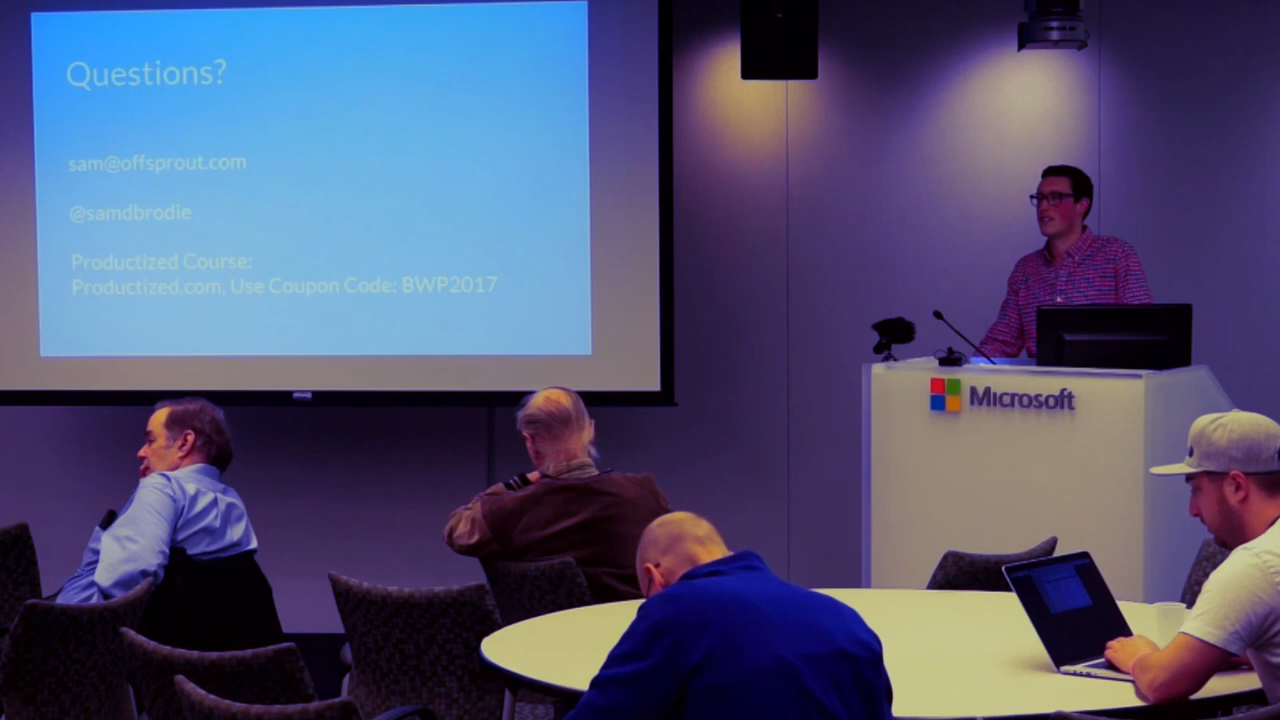 Questions?
sam@offsprout.com
@samdbrodie
Productized Course:
Productized.com, Use Coupon Code: BWP2017
Microsoft